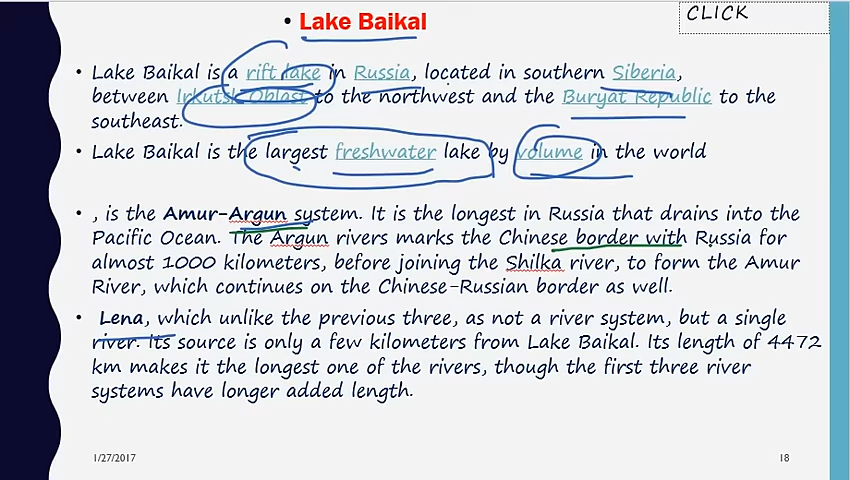 • Lake Baikal
CLICK
• Lake Baikal is a rift lake in Russia, located in southern Siberia,
between Irkutsk Oblast to the northwest and the Buryat Republic to the
southeast.
• Lake Baikal is the largest freshwater lake by volume in the world
• , is the Amur-Argun system. It is the longest in Russia that drains into the
Pacific Ocean. The Argun rivers marks the Chinese border with Russia for
almost 1000 kilometers, before joining the Shilka river, to form the Amur
River, which continues on the Chinese-Russian border as well.
• Lena, which unlike the previous three, as not a river system, but a single
river. Its source is only a few kilometers from Lake Baikal. Its length of 4472
km makes it the longest one of the rivers, though the first three river
systems have longer added length.
1/27/2017
18